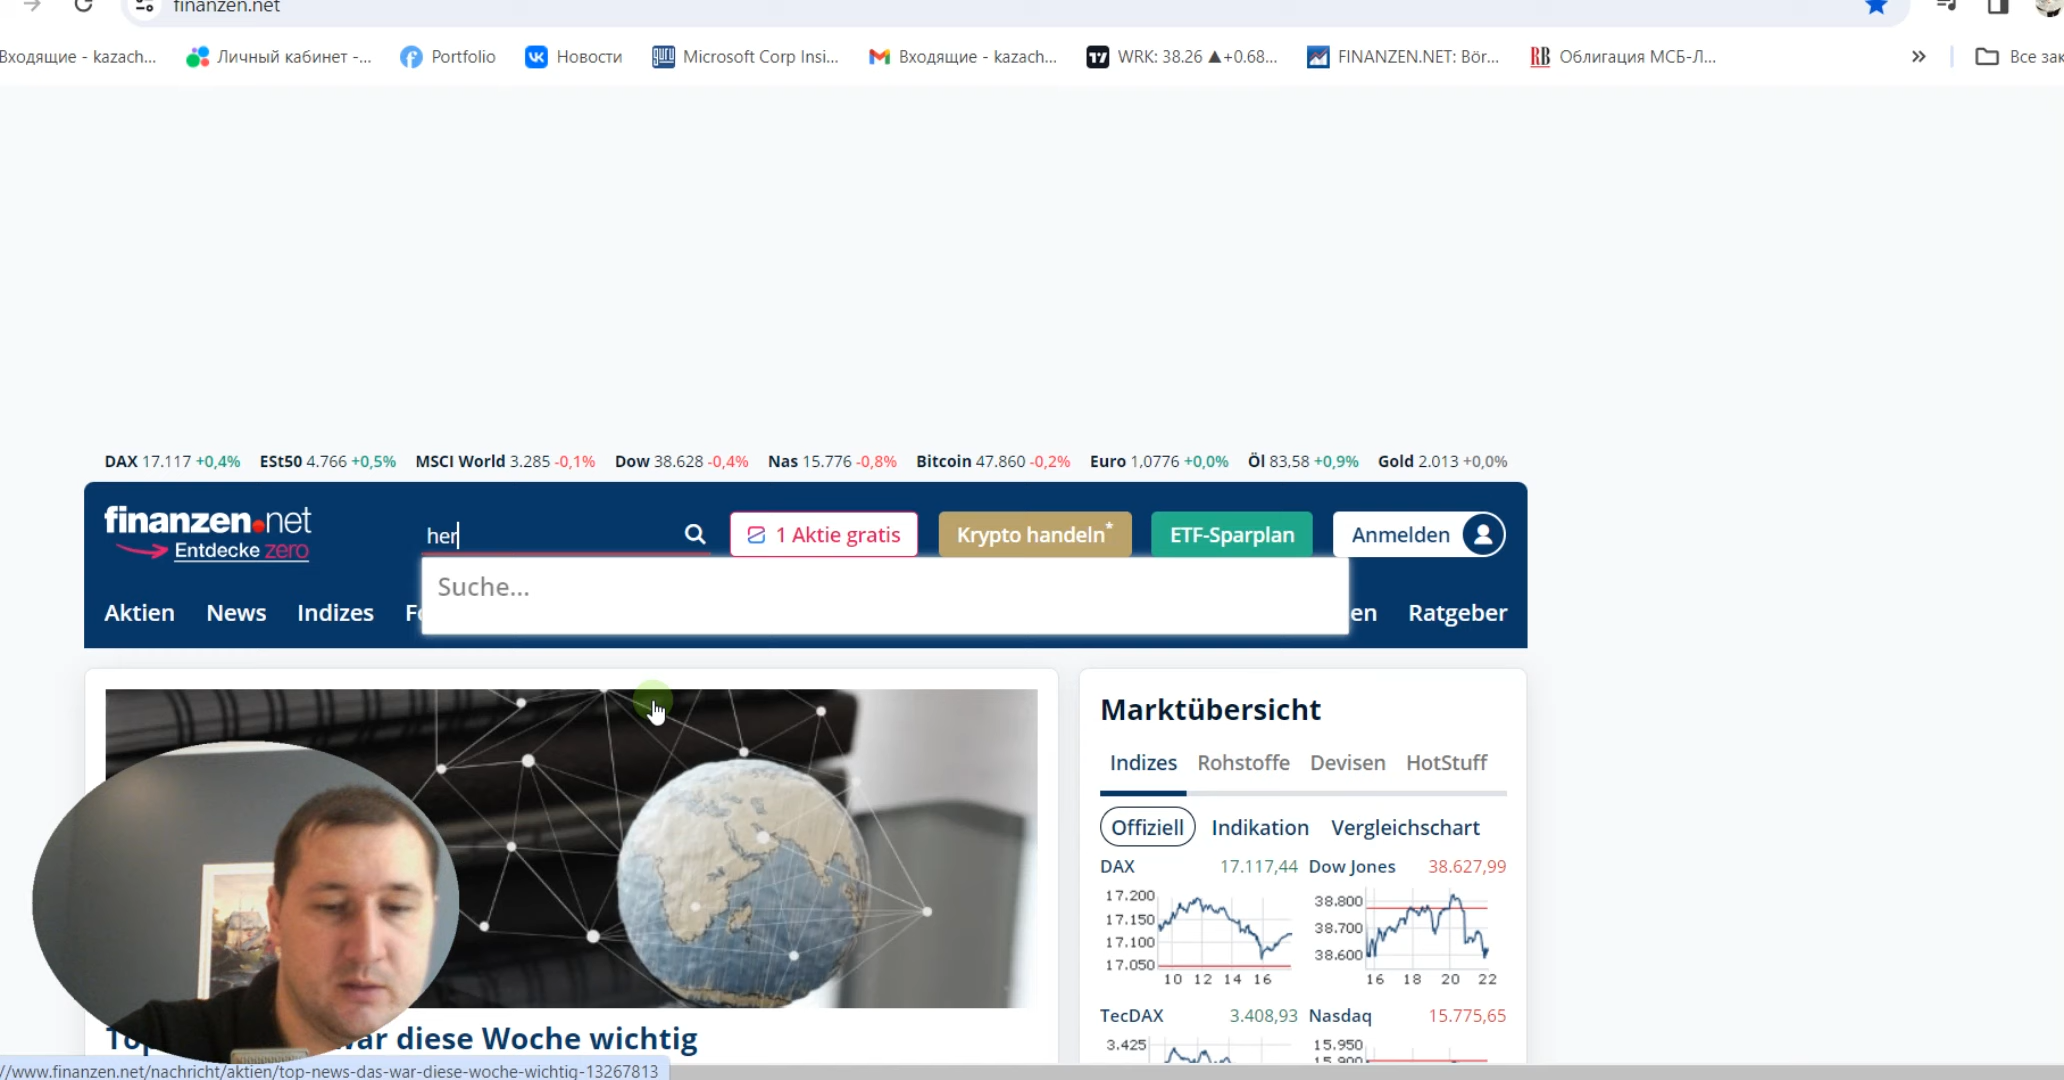 finanzen.net
Входящие - kazach... Личный кабинет -... Portfolio Новости Microsoft Corp Insi... Входящие - kazach... WRK: 38.26 ▲+0.68... FINANZEN.NET: Bör... Облигация МСБ-Л... » Все зак
DAX 17.117 +0,4% ESt50 4.766 +0,5% MSCI World 3.285 -0,1% Dow 38.628 -0,4% Nas 15.776 -0,8% Bitcoin 47.860 -0,2% Euro 1,0776 +0,0% Öl 83,58 +0,9% Gold 2.013 +0,0%
finanzen.net her 1 Aktie gratis Krypto handeln* ETF-Sparplan Anmelden
Entdecke zero
Suche...
Aktien News Indizes en Ratgeber
Marktübersicht
Indizes Rohstoffe Devisen HotStuff
Offiziell Indikation Vergleichschart
DAX 17.117,44 Dow Jones 38.627,99
17.200
17.150
17.100
17.050
10 12 14 16
38.800
38.700
38.600
16 18 20 22
TecDAX 3.408,93 Nasdaq 15.775,65
3.425
15.950
15.900
diese Woche wichtig
//www.finanzen.net/nachricht/aktien/top-news-das-war-diese-woche-wichtig-13267813